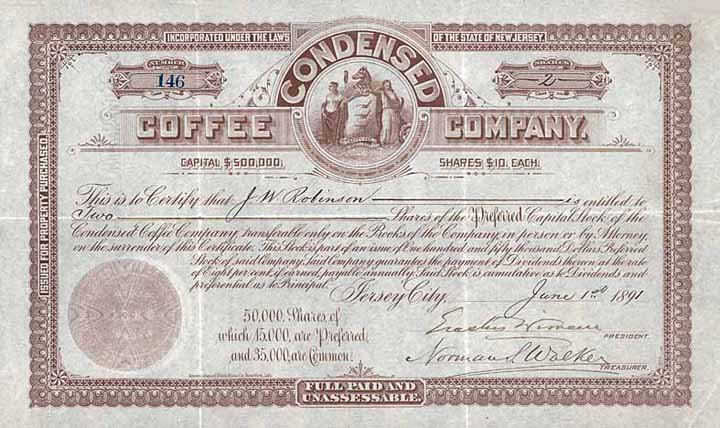 INCORPORATED UNDER THE LAWS OF THE STATE OF NEW JERSEY.
NUMBER
146
SHARES
2
CONDENSED
COFFEE COMPANY.
CAPITAL $500,000.
SHARES $10. EACH.
ISSUED FOR PROPERTY PURCHASED.
This is to Certify that J. W. Robinson is entitled to
Two Shares of the Preferred Capital Stock of the
Condensed Coffee Company, transferable only on the Books of the Company, in person or by Attorney,
on the surrender of this Certificate. This Stock is part of an issue of One hundred and fifty thousand Dollars Preferred
Stock of said Company. Said Company guarantees the payment of Dividends thereon at the rate
of Eight per cent, if earned, payable annually. Said Stock is cumulative as to Dividends and
preferential as to Principal.
Jersey City, June 1st 1891
50,000, Shares of
which 15,000, are Preferred,
and 35,000, are Common.
Erastus Wiman
PRESIDENT.
Norman S. Walker
TREASURER.
FULL PAID AND
UNASSESSABLE.